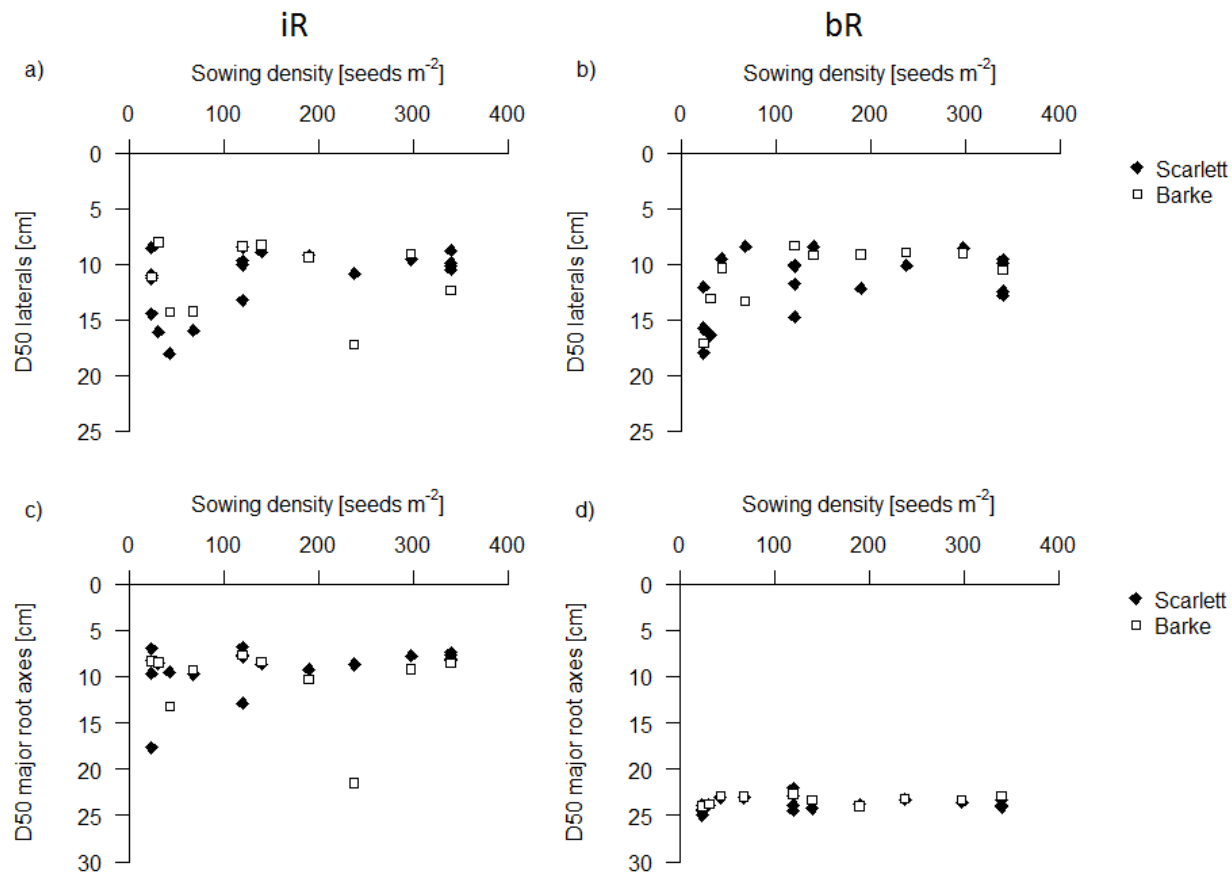 iR
bR
a)
Sowing density [seeds m⁻²]
0 100 200 300 400
D50 laterals [cm]
0
5
10
15
20
25
b)
Sowing density [seeds m⁻²]
0 100 200 300 400
D50 laterals [cm]
0
5
10
15
20
25
Scarlett
Barke
c)
Sowing density [seeds m⁻²]
0 100 200 300 400
D50 major root axes [cm]
0
5
10
15
20
25
30
d)
Sowing density [seeds m⁻²]
0 100 200 300 400
D50 major root axes [cm]
0
5
10
15
20
25
30
Scarlett
Barke